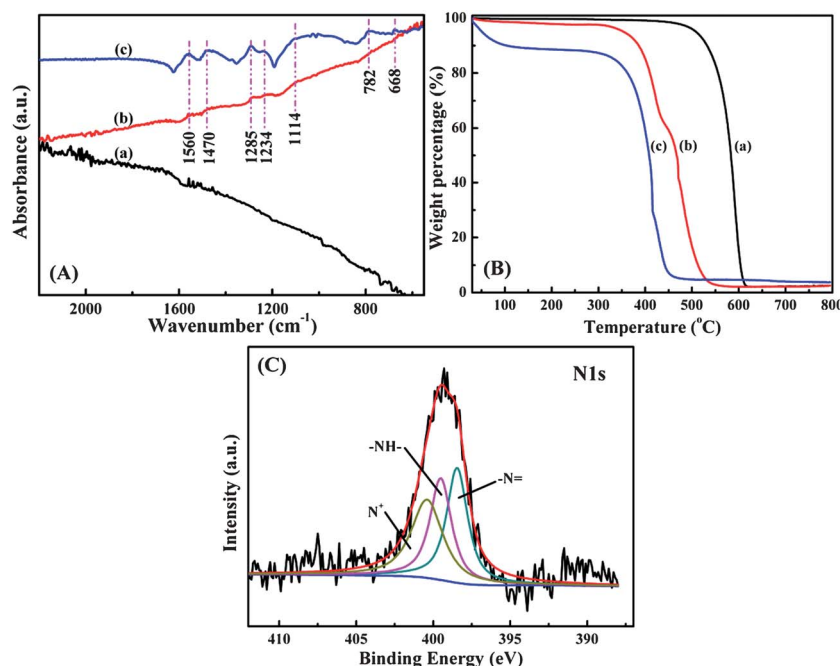 (A)
Absorbance (a.u.)
(c)
(b)
(a)
1560
1470
1285
1234
1114
782
668
2000
1600
1200
800
Wavenumber (cm⁻¹)
(B)
Weight percentage (%)
100
90
80
60
40
20
10
0
(c)
(b)
(a)
100
200
300
400
500
600
700
800
Temperature (°C)
(C)
N1s
Intensity (a.u.)
-NH-
-N=
N⁺
410
405
400
395
390
Binding Energy (eV)